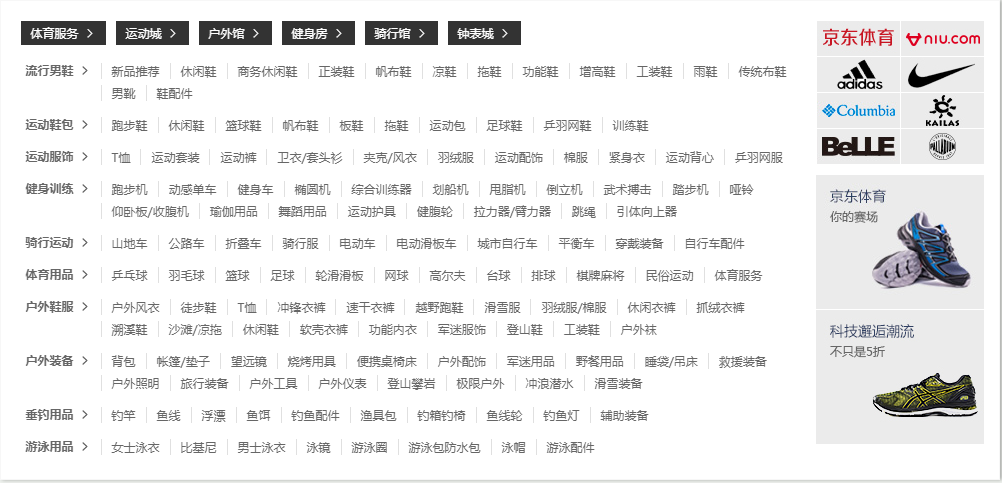 体育服务 > 运动城 > 户外馆 > 健身房 > 骑行馆 > 钟表城 >
流行男鞋 > 新品推荐 休闲鞋 商务休闲鞋 正装鞋 帆布鞋 凉鞋 拖鞋 功能鞋 增高鞋 工装鞋 雨鞋 传统布鞋
男靴 鞋配件
运动鞋包 > 跑步鞋 休闲鞋 篮球鞋 帆布鞋 板鞋 拖鞋 运动包 足球鞋 乒羽网鞋 训练鞋
运动服饰 > T恤 运动套装 运动裤 卫衣/套头衫 夹克/风衣 羽绒服 运动配饰 棉服 紧身衣 运动背心 乒羽网服
健身训练 > 跑步机 动感单车 健身车 椭圆机 综合训练器 划船机 甩脂机 倒立机 武术搏击 踏步机 哑铃
仰卧板/收腹机 瑜伽用品 舞蹈用品 运动护具 健腹轮 拉力器/臂力器 跳绳 引体向上器
骑行运动 > 山地车 公路车 折叠车 骑行服 电动车 电动滑板车 城市自行车 平衡车 穿戴装备 自行车配件
体育用品 > 乒乓球 羽毛球 篮球 足球 轮滑滑板 网球 高尔夫 台球 排球 棋牌麻将 民俗运动 体育服务
户外鞋服 > 户外风衣 徒步鞋 T恤 冲锋衣裤 速干衣裤 越野跑鞋 滑雪服 羽绒服/棉服 休闲衣裤 抓绒衣裤
溯溪鞋 沙滩/凉拖 休闲鞋 软壳衣裤 功能内衣 军迷服饰 登山鞋 工装鞋 户外袜
户外装备 > 背包 帐篷/垫子 望远镜 烧烤用具 便携桌椅床 户外配饰 军迷用品 野餐用品 睡袋/吊床 救援装备
户外照明 旅行装备 户外工具 户外仪表 登山攀岩 极限户外 冲浪潜水 滑雪装备
垂钓用品 > 钓竿 鱼线 浮漂 鱼饵 钓鱼配件 渔具包 钓箱钓椅 鱼线轮 钓鱼灯 辅助装备
游泳用品 > 女士泳衣 比基尼 男士泳衣 泳镜 游泳圈 游泳包防水包 泳帽 游泳配件
京东体育 niu.com
adidas
Columbia KAILAS
BeLLE PALLADIUM
京东体育
你的赛场
科技邂逅潮流
不只是5折